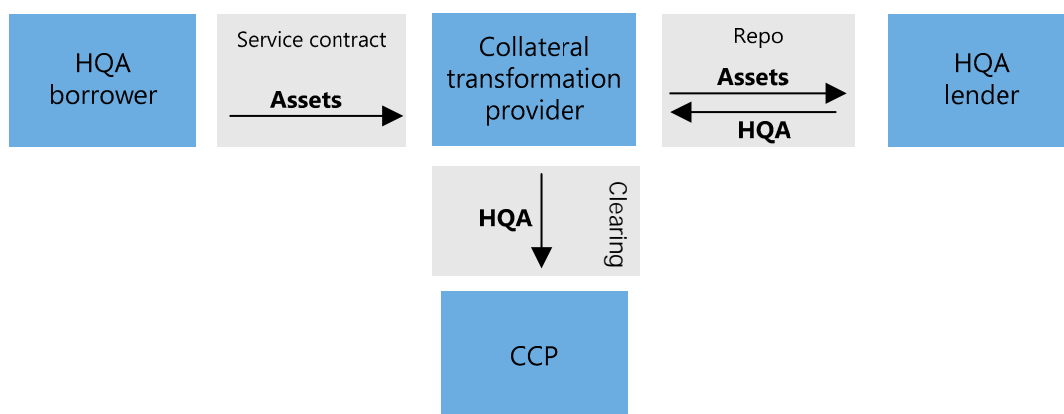 HQA
borrower
Service contract
Assets
Collateral
transformation
provider
Repo
Assets
HQA
HQA
lender
HQA
Clearing
CCP